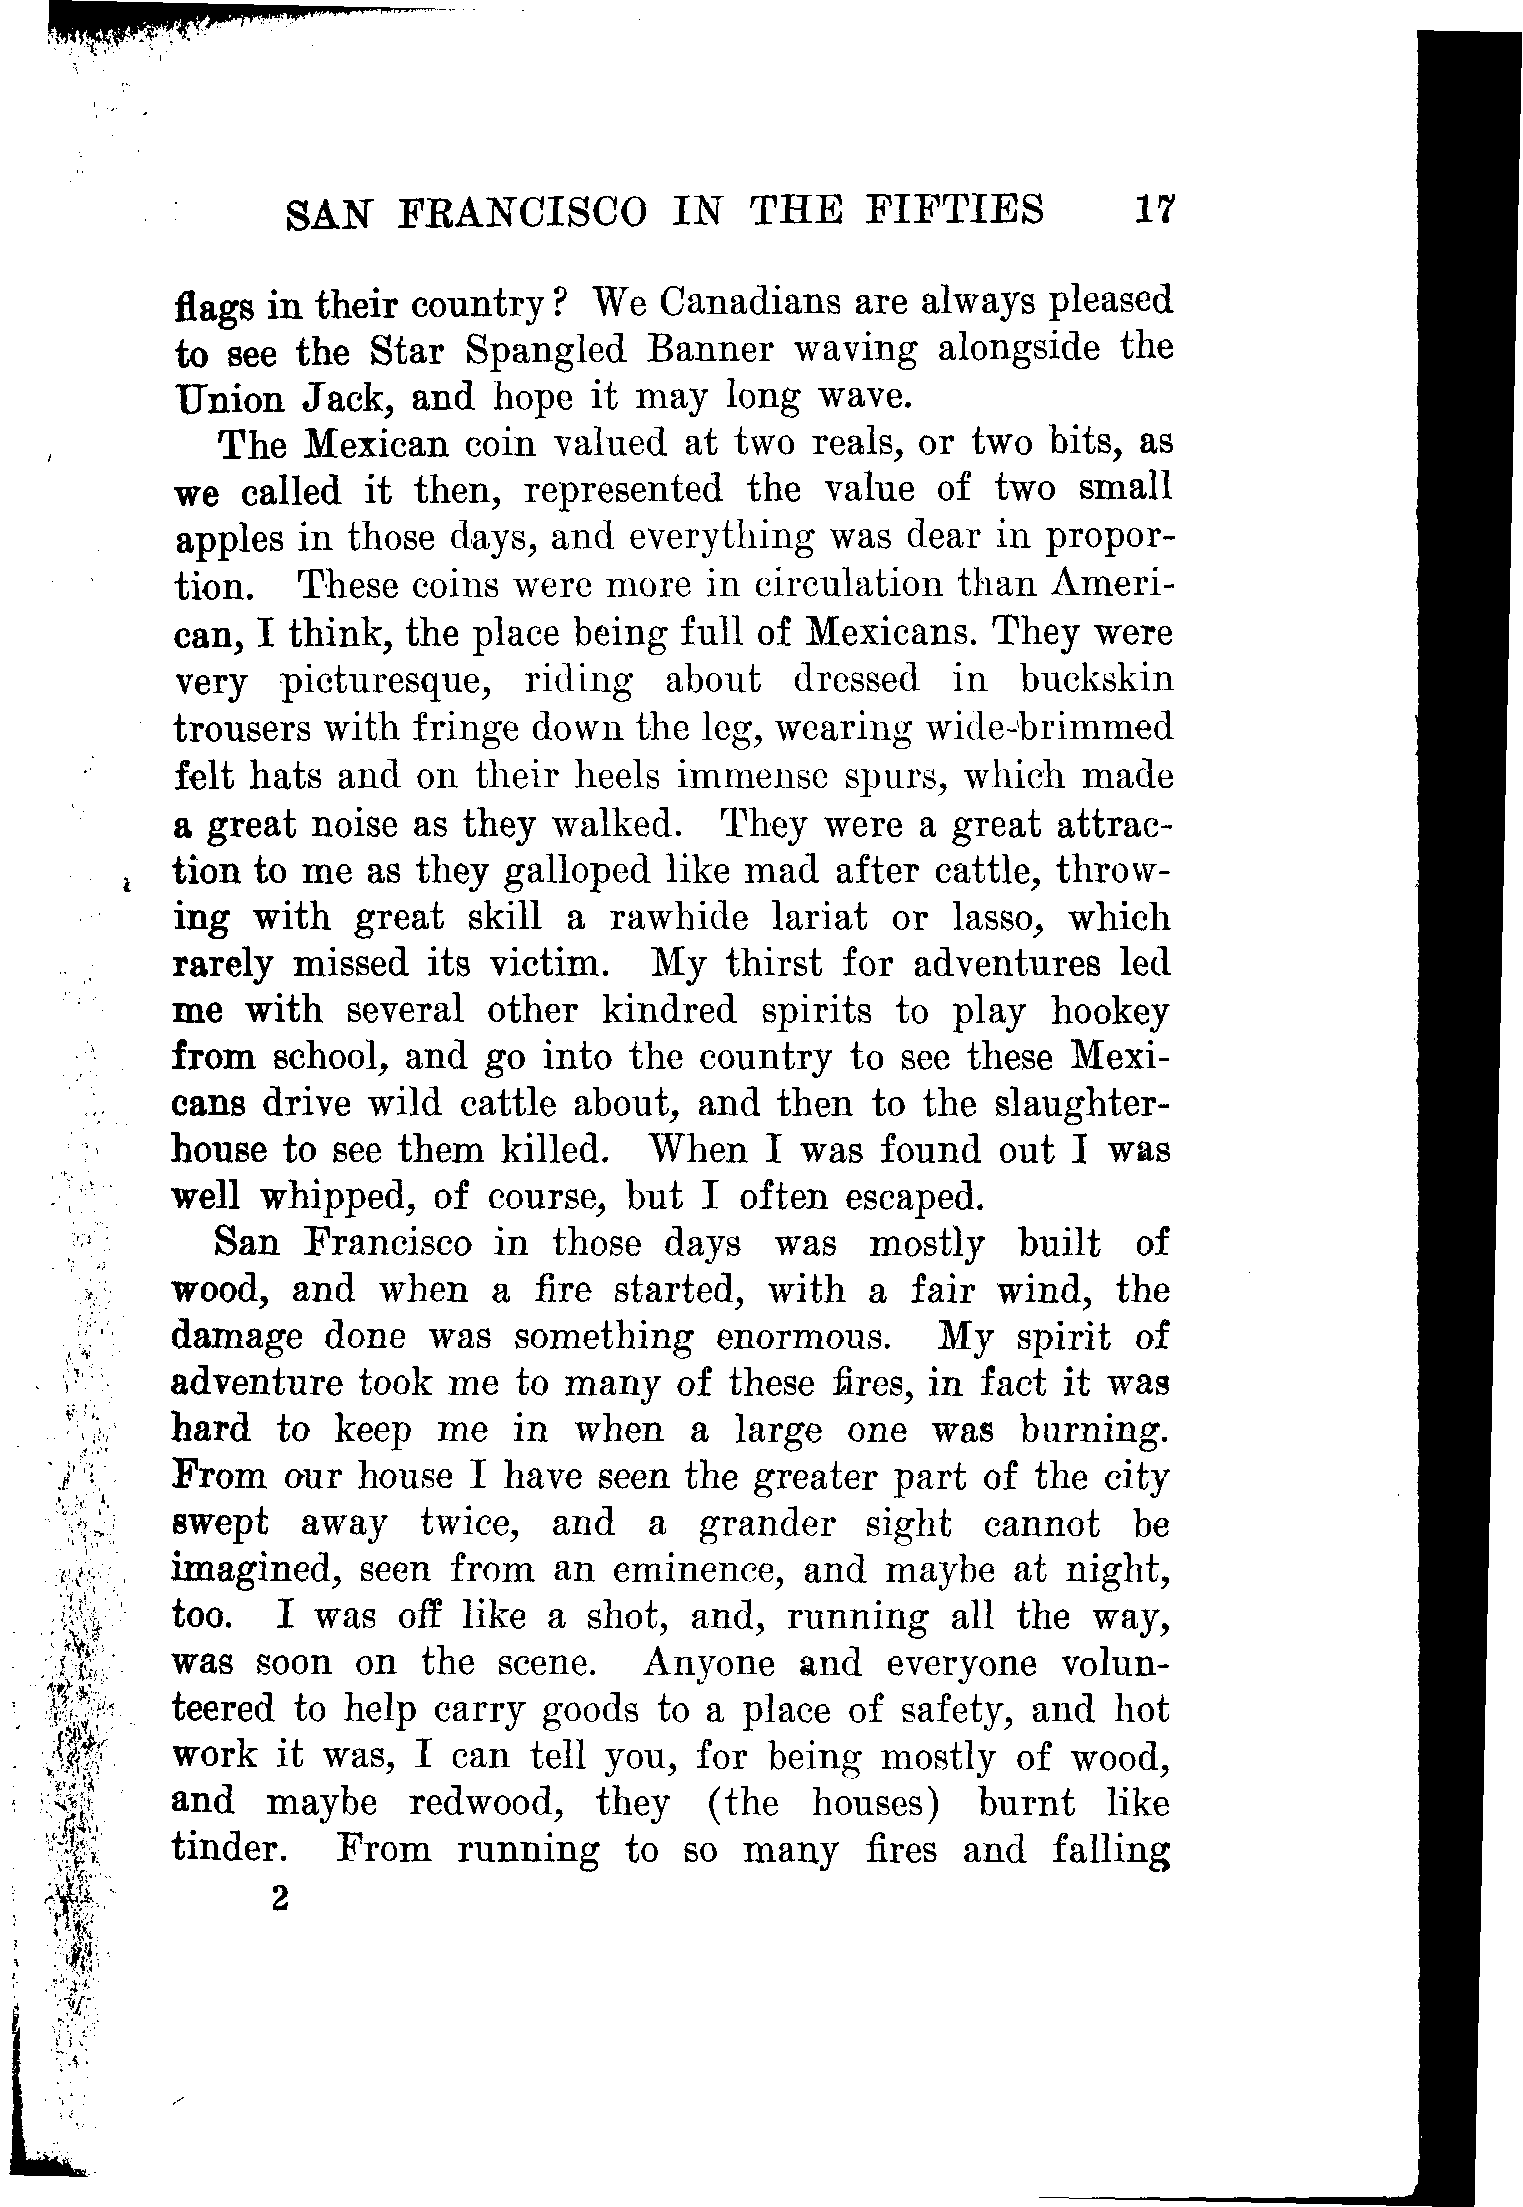 SAN FRANCISCO IN THE FIFTIES 17
flags in their country? We Canadians are always pleased
to see the Star Spangled Banner waving alongside the
Union Jack, and hope it may long wave.
The Mexican coin valued at two reals, or two bits, as
we called it then, represented the value of two small
apples in those days, and everything was dear in propor-
tion. These coins were more in circulation than Ameri-
can, I think, the place being full of Mexicans. They were
very picturesque, riding about dressed in buckskin
trousers with fringe down the leg, wearing wide-brimmed
felt hats and on their heels immense spurs, which made
a great noise as they walked. They were a great attrac-
tion to me as they galloped like mad after cattle, throw-
ing with great skill a rawhide lariat or lasso, which
rarely missed its victim. My thirst for adventures led
me with several other kindred spirits to play hookey
from school, and go into the country to see these Mexi-
cans drive wild cattle about, and then to the slaughter-
house to see them killed. When I was found out I was
well whipped, of course, but I often escaped.
San Francisco in those days was mostly built of
wood, and when a fire started, with a fair wind, the
damage done was something enormous. My spirit of
adventure took me to many of these fires, in fact it was
hard to keep me in when a large one was burning.
From our house I have seen the greater part of the city
swept away twice, and a grander sight cannot be
imagined, seen from an eminence, and maybe at night,
too. I was off like a shot, and, running all the way,
was soon on the scene. Anyone and everyone volun-
teered to help carry goods to a place of safety, and hot
work it was, I can tell you, for being mostly of wood,
and maybe redwood, they (the houses) burnt like
tinder. From running to so many fires and falling
2